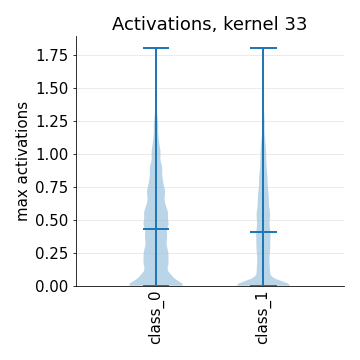 Activations, kernel 33
max activations
1.75
1.50
1.25
1.00
0.75
0.50
0.25
0.00
class_0
class_1